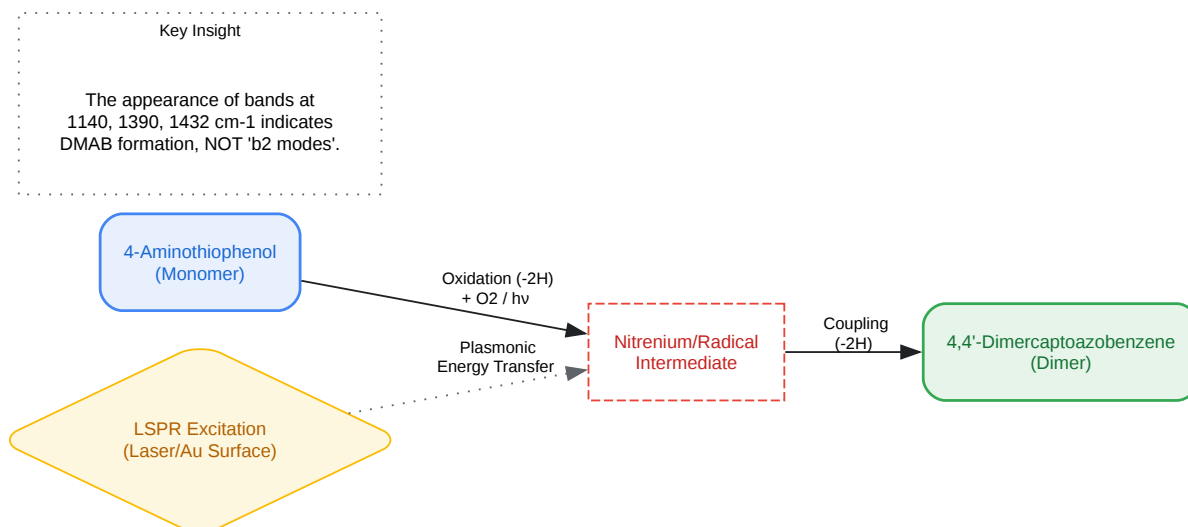 Key Insight
The appearance of bands at
1140, 1390, 1432 cm-1 indicates
DMAB formation, NOT 'b2 modes'.
4-Aminothiophenol
(Monomer)
Oxidation (-2H)
+ O2 / hν
Plasmonic
Energy Transfer
Nitrenium/Radical
Intermediate
Coupling
(-2H)
4,4'-Dimercaptoazobenzene
(Dimer)
LSPR Excitation
(Laser/Au Surface)